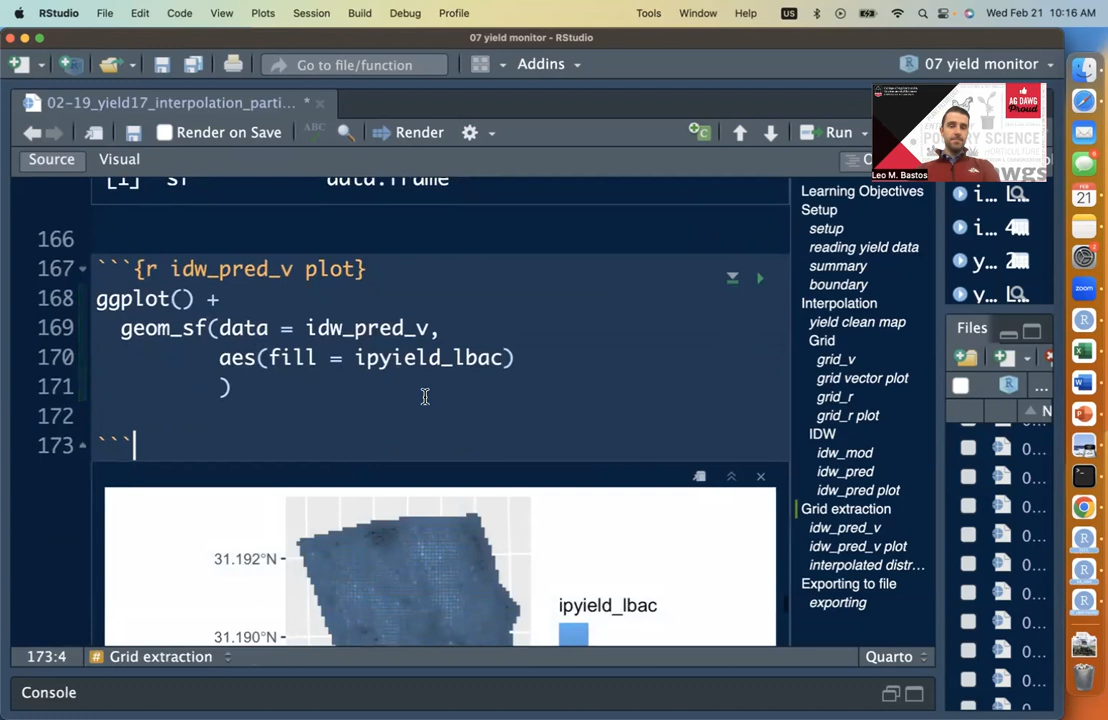 RStudio File Edit Code View Plots Session Build Debug Profile Tools Window Help US Wed Feb 21 10:16 AM
07 yield monitor - RStudio
Go to file/function Addins 07 yield monitor
02-19_yield17_interpolation_parti... *
Render on Save ABC Render Run
Source Visual
Leo M. Bastos
AG DAWG
Proud
[1] "sf" "data.frame"
166
167 ```{r idw_pred_v plot}
168 ggplot() +
169 geom_sf(data = idw_pred_v,
170 aes(fill = ipyield_lbac)
171 )
172
173 ```
31.192°N
31.190°N
ipyield_lbac
Learning Objectives
Setup
setup
reading yield data
summary
boundary
Interpolation
yield clean map
Grid
grid_v
grid vector plot
grid_r
grid_r plot
IDW
idw_mod
idw_pred
idw_pred plot
Grid extraction
idw_pred_v
idw_pred_v plot
interpolated distr...
Exporting to file
exporting
Files
173:4 # Grid extraction Quarto
Console